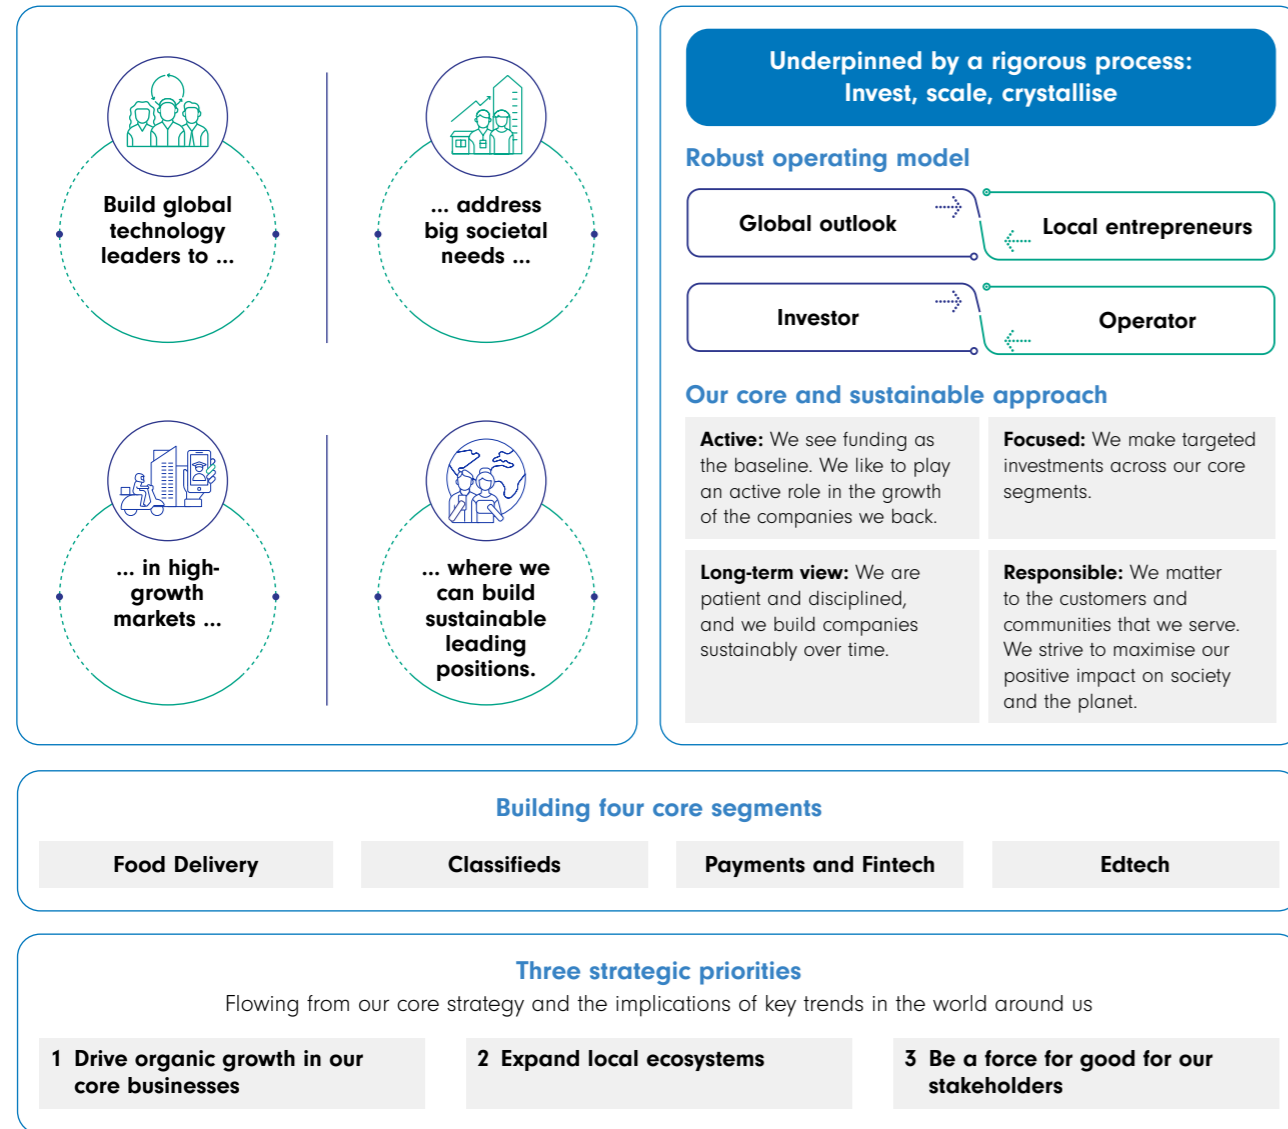 Build global
technology
leaders to ...
... address
big societal
needs ...
... in high-
growth
markets ...
... where we
can build
sustainable
leading
positions.
Underpinned by a rigorous process:
Invest, scale, crystallise
Robust operating model
Global outlook
Local entrepreneurs
Investor
Operator
Our core and sustainable approach
Active: We see funding as
the baseline. We like to play
an active role in the growth
of the companies we back.
Focused: We make targeted
investments across our core
segments.
Long-term view: We are
patient and disciplined,
and we build companies
sustainably over time.
Responsible: We matter
to the customers and
communities that we serve.
We strive to maximise our
positive impact on society
and the planet.
Building four core segments
Food Delivery
Classifieds
Payments and Fintech
Edtech
Three strategic priorities
Flowing from our core strategy and the implications of key trends in the world around us
1 Drive organic growth in our
core businesses
2 Expand local ecosystems
3 Be a force for good for our
stakeholders